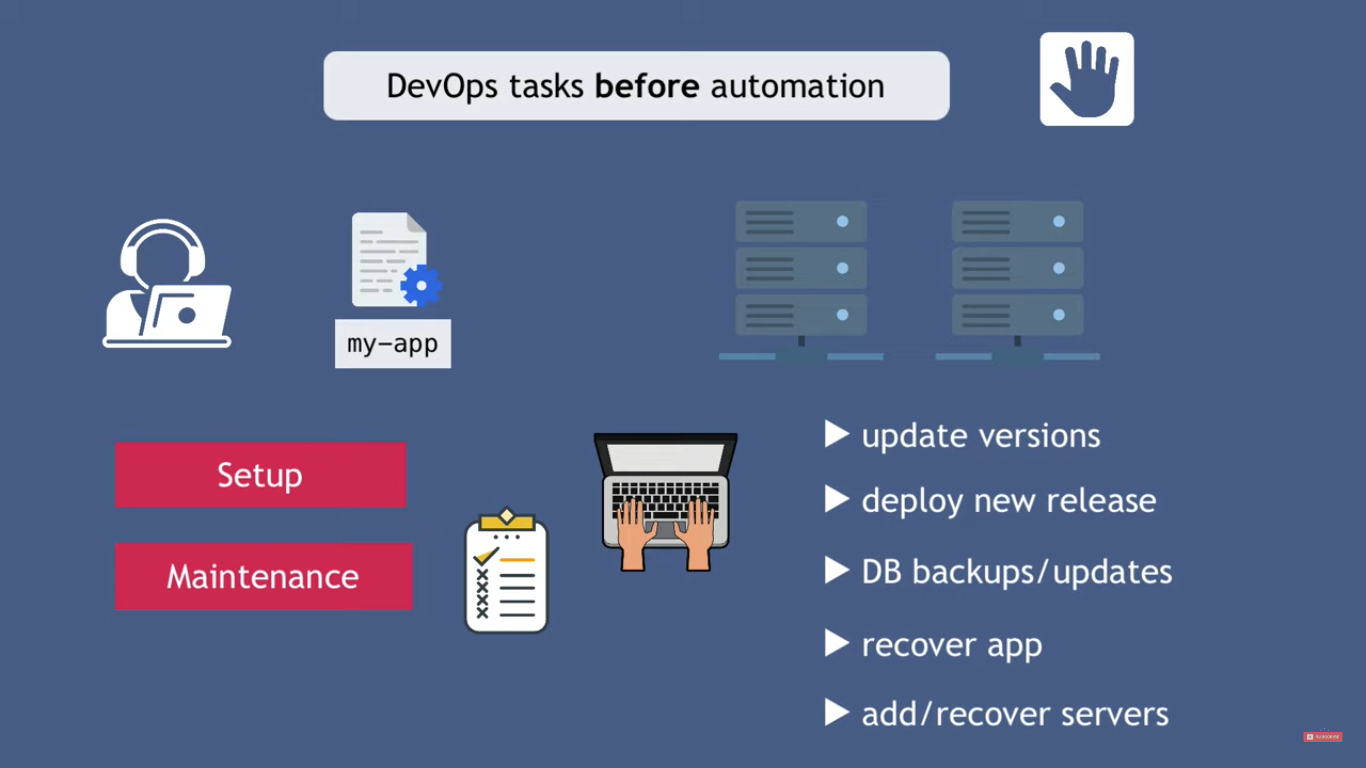 DevOps tasks before automation
my-app
Setup
Maintenance
▶ update versions
▶ deploy new release
▶ DB backups/updates
▶ recover app
▶ add/recover servers
SUBSCRIBE